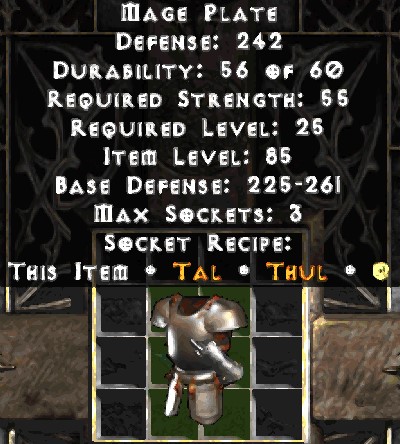 Mage Plate
Defense: 242
Durability: 56 of 60
Required Strength: 55
Required Level: 25
Item Level: 85
Base Defense: 225-261
Max Sockets: 3
Socket Recipe:
This Item • Tal • Thul •